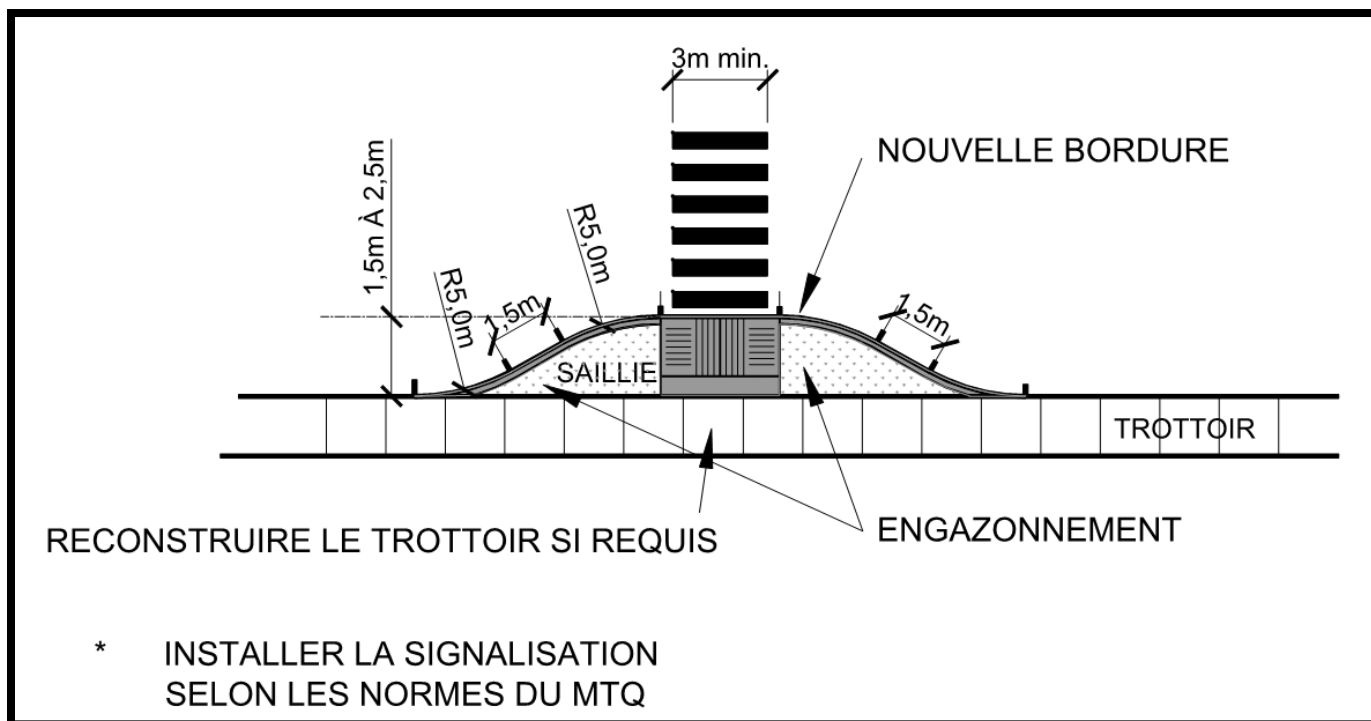 3m min.
NOUVELLE BORDURE
1,5m À 2,5m
R5,0m
R5,0m
1,5m
1,5m
SAILLIE
TROTTOIR
RECONSTRUIRE LE TROTTOIR SI REQUIS
ENGAZONNEMENT
* INSTALLER LA SIGNALISATION
SELON LES NORMES DU MTQ